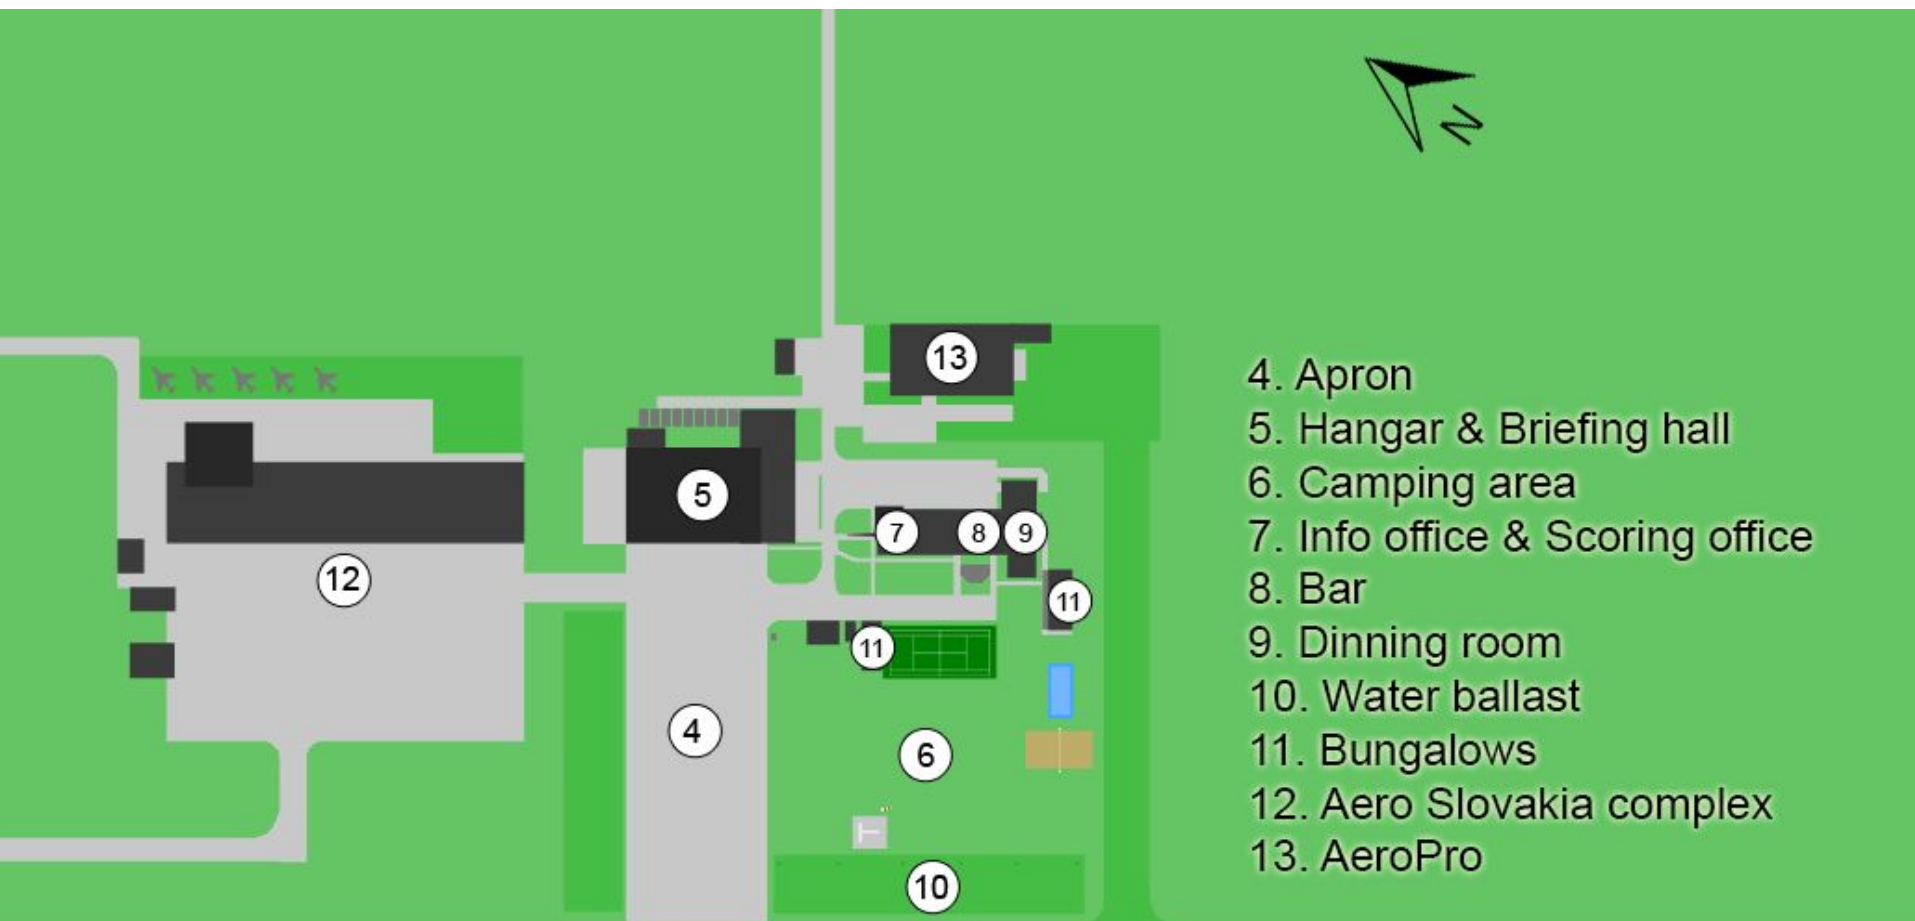 N
13
5
7
8
9
12
11
11
4
6
10
4. Apron
5. Hangar & Briefing hall
6. Camping area
7. Info office & Scoring office
8. Bar
9. Dinning room
10. Water ballast
11. Bungalows
12. Aero Slovakia complex
13. AeroPro